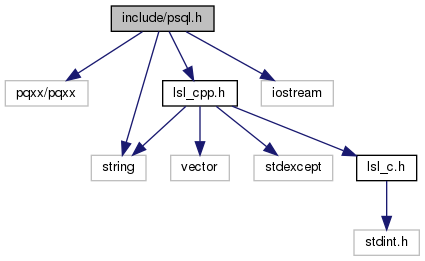 include/psql.h
pqxx/pqxx
lsl_cpp.h
iostream
string
vector
stdexcept
lsl_c.h
stdint.h